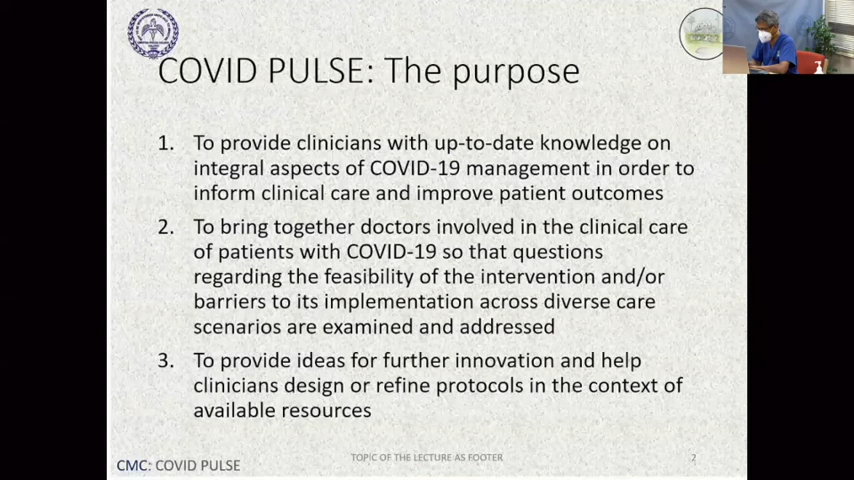 COVID PULSE: The purpose
1. To provide clinicians with up-to-date knowledge on
integral aspects of COVID-19 management in order to
inform clinical care and improve patient outcomes
2. To bring together doctors involved in the clinical care
of patients with COVID-19 so that questions
regarding the feasibility of the intervention and/or
barriers to its implementation across diverse care
scenarios are examined and addressed
3. To provide ideas for further innovation and help
clinicians design or refine protocols in the context of
available resources
CMC: COVID PULSE
TOPIC OF THE LECTURE AS FOOTER
2